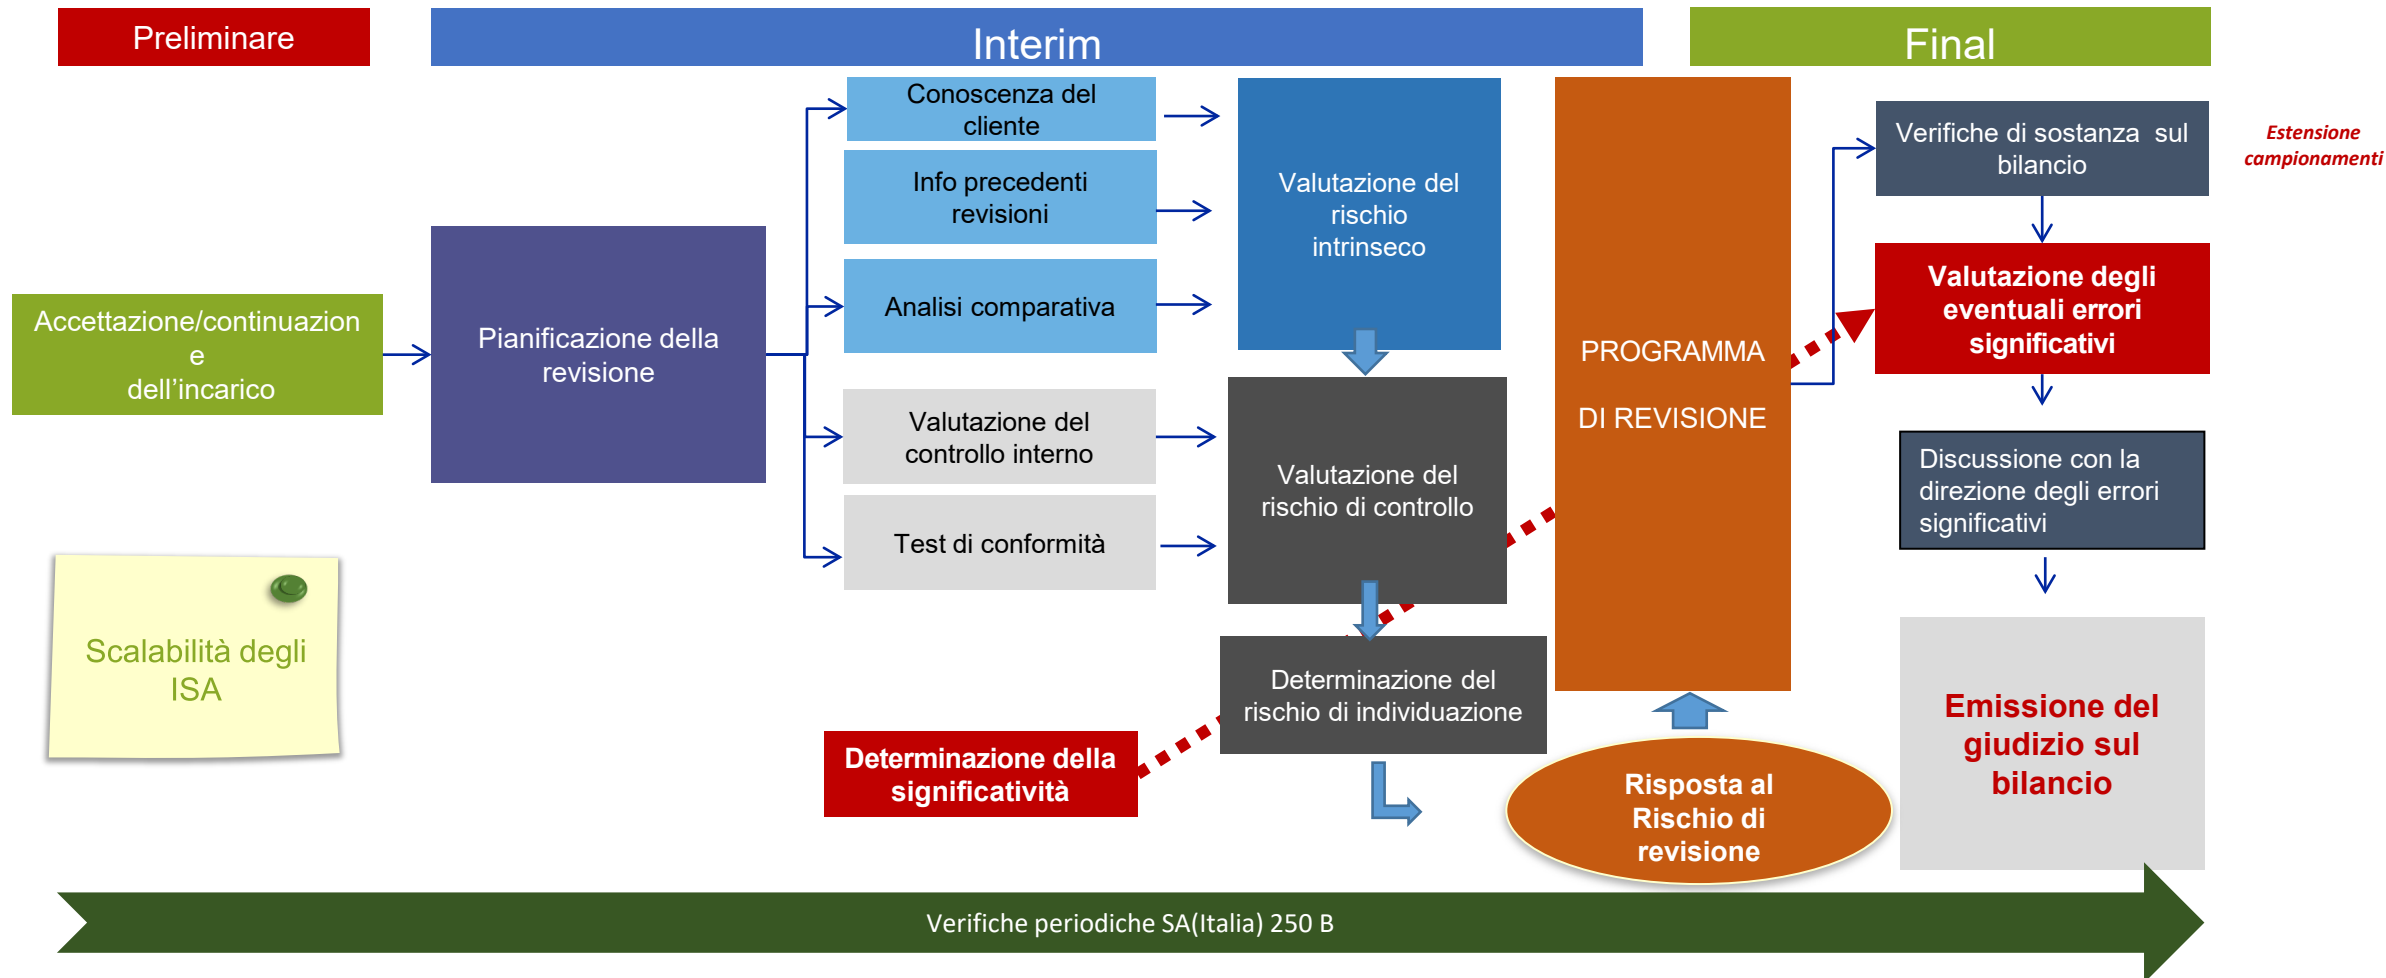 Preliminare
Interim
Final
Accettazione/continuazion
e
dell'incarico
Scalabilità degli
ISA
Pianificazione della
revisione
Conoscenza del
cliente
Info precedenti
revisioni
Analisi comparativa
Valutazione del
controllo interno
Test di conformità
Determinazione della
significatività
Valutazione del
rischio
intrinseco
Valutazione del
rischio di controllo
Determinazione del
rischio di individuazione
PROGRAMMA
DI REVISIONE
Risposta al
Rischio di
revisione
Verifiche di sostanza sul
bilancio
Estensione
campionamenti
Valutazione degli
eventuali errori
significativi
Discussione con la
direzione degli errori
significativi
Emissione del
giudizio sul
bilancio
Verifiche periodiche SA(Italia) 250 B